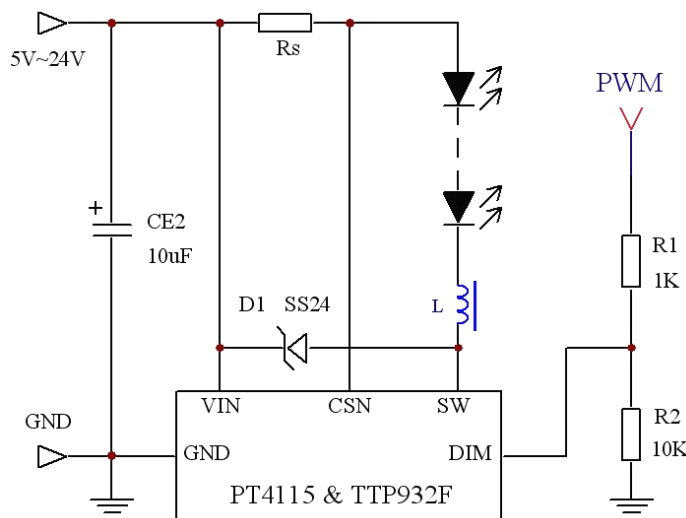 5V~24V
Rs
PWM
+
CE2
10uF
R1
1K
D1 SS24
L
VIN
CSN
SW
GND
R2
10K
GND
DIM
PT4115 & TTP932F